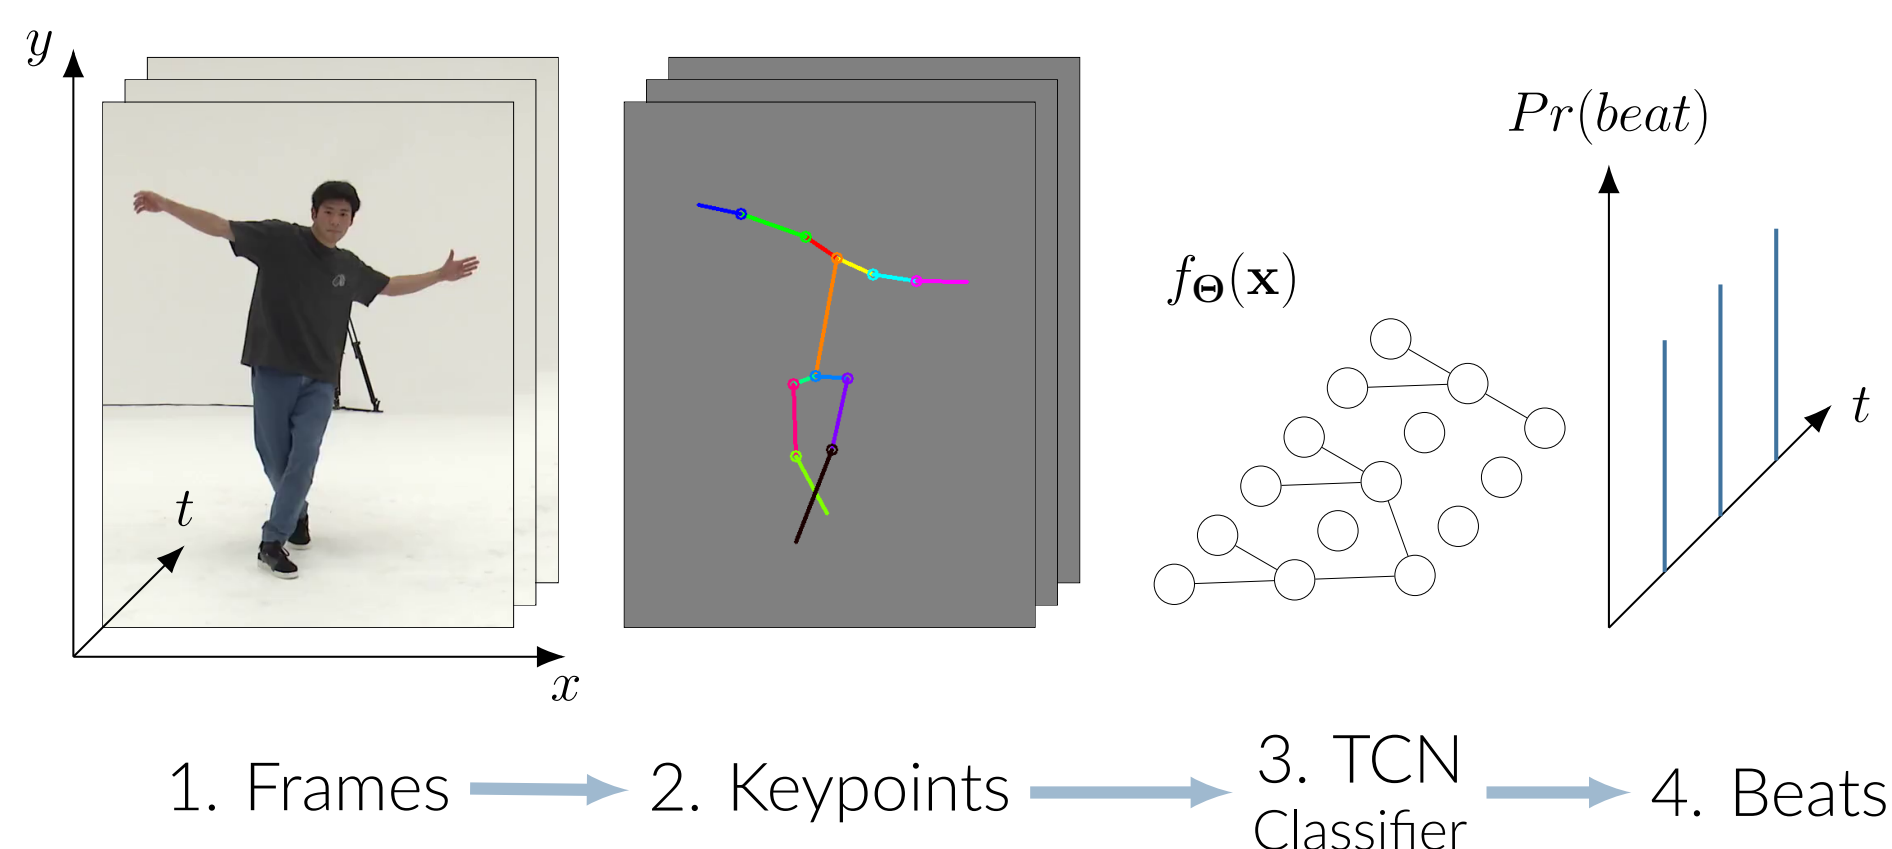 y
t
x
f_Θ(x)
Pr(beat)
t
1. Frames
2. Keypoints
3. TCN
Classifier
4. Beats